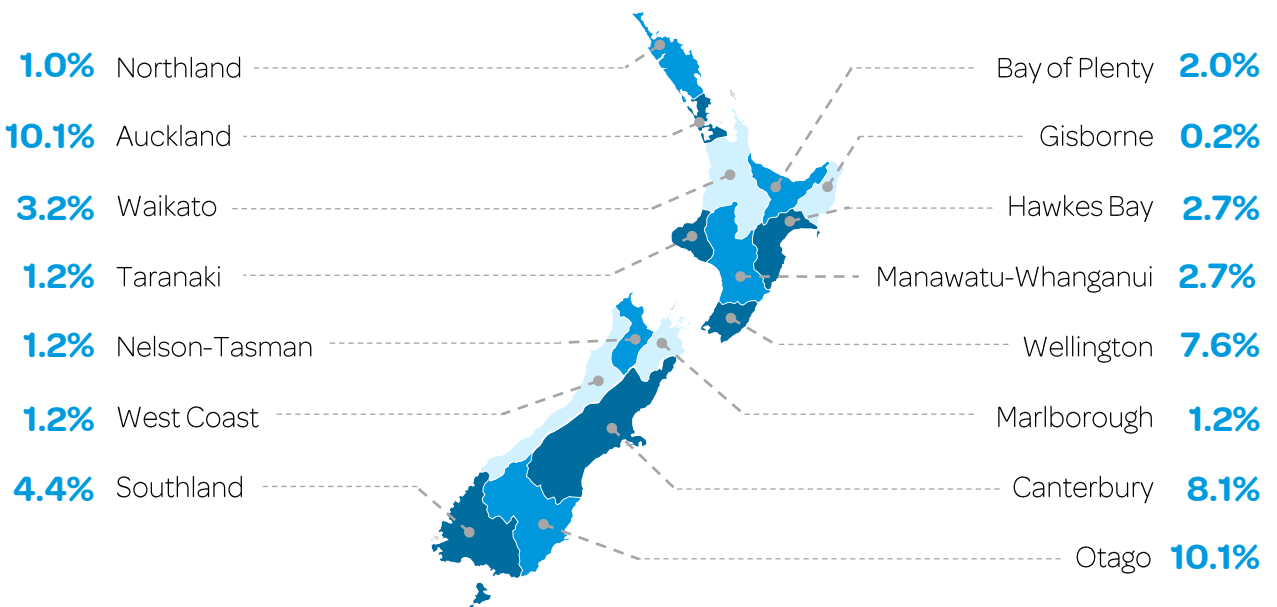 1.0% Northland
10.1% Auckland
3.2% Waikato
1.2% Taranaki
1.2% Nelson-Tasman
1.2% West Coast
4.4% Southland
Bay of Plenty 2.0%
Gisborne 0.2%
Hawkes Bay 2.7%
Manawatu-Whanganui 2.7%
Wellington 7.6%
Marlborough 1.2%
Canterbury 8.1%
Otago 10.1%